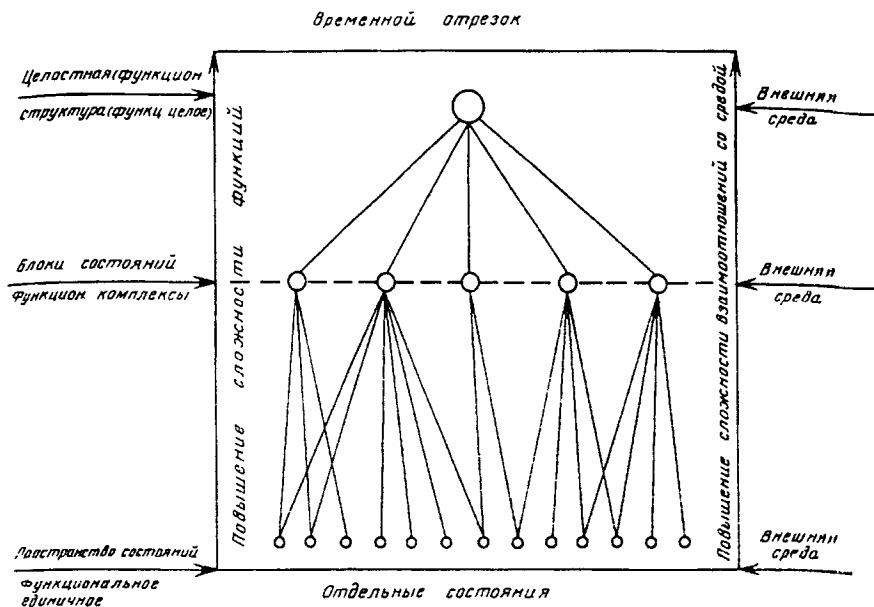 Временной отрезок
Целостная(функцион
структура(функц целое)
Внешняя
среда
Повышение сложности функций
Повышение сложности взаимоотношений со средой
Блоки состояний
Функцион комплексы
Внешняя
среда
Пространство состояний
Функциональное
единичное
Внешняя
среда
Отдельные состояния